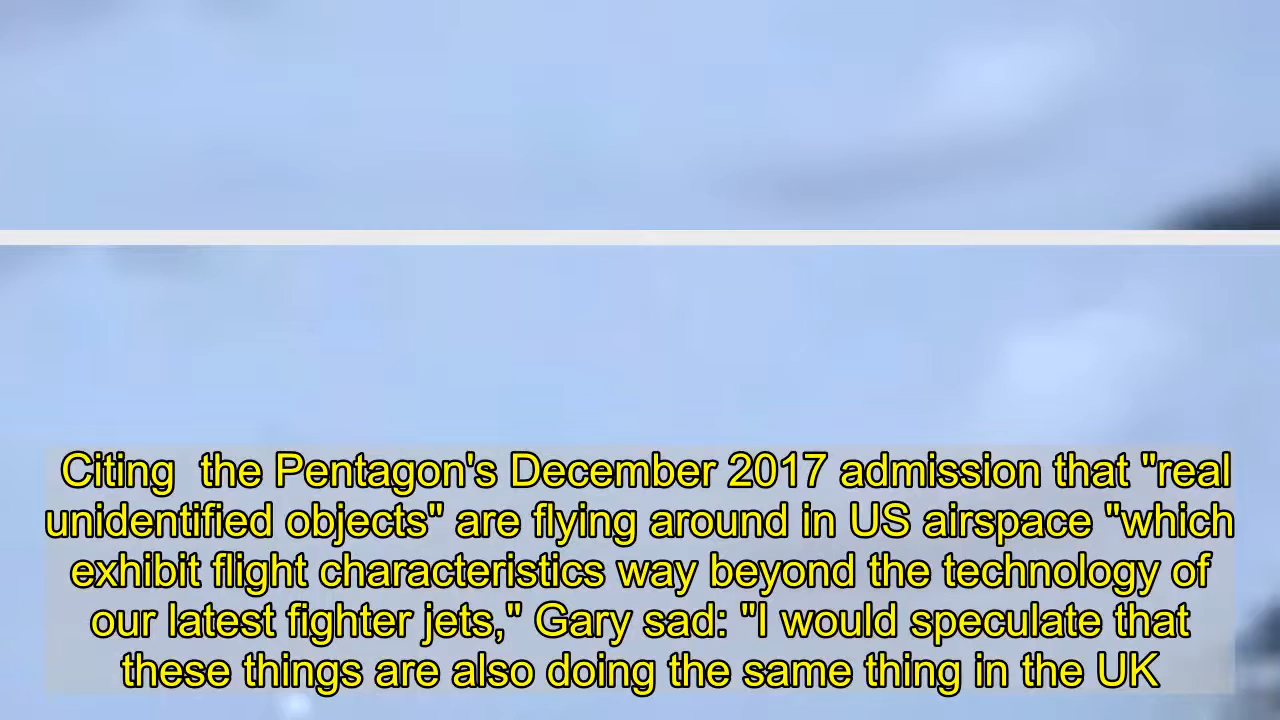 Citing  the Pentagon's December 2017 admission that "real
unidentified objects" are flying around in US airspace "which
exhibit flight characteristics way beyond the technology of
our latest fighter jets," Gary sad: "I would speculate that
these things are also doing the same thing in the UK